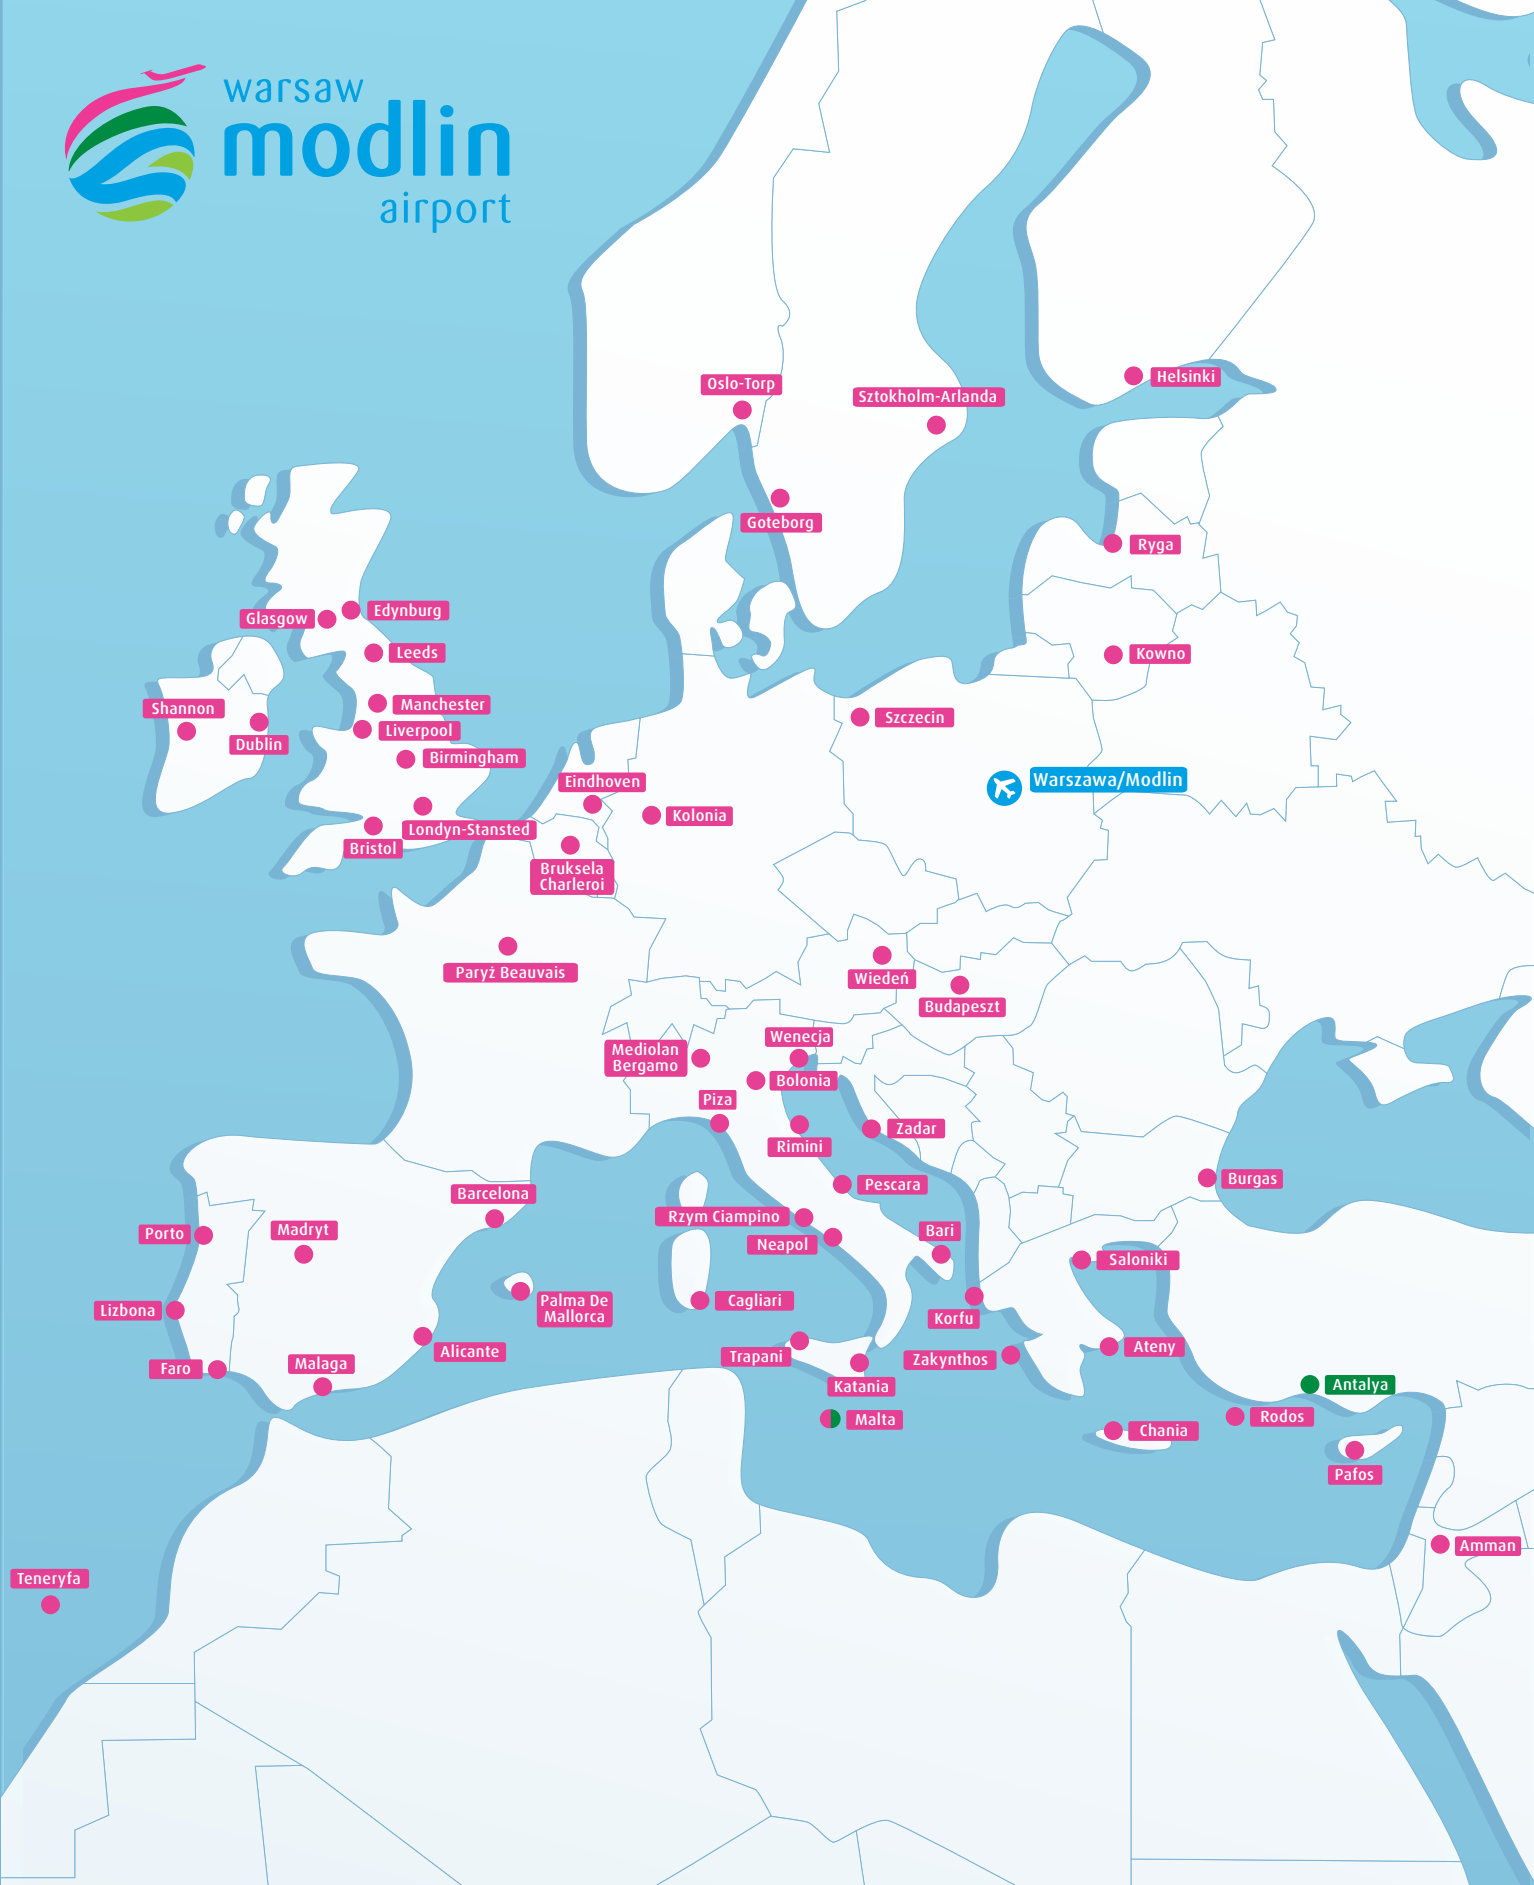 warsaw
modlin
airport
Helsinki
Oslo-Torp
Sztokholm-Arlanda
Goteborg
Ryga
Glasgow
Edynburg
Leeds
Kowno
Shannon
Dublin
Manchester
Liverpool
Birmingham
Szczecin
Warszawa/Modlin
Eindhoven
Kolonia
Londyn-Stansted
Bristol
Bruksela
Charleroi
Paryż Beauvais
Wiedeń
Budapeszt
Wenecja
Mediolan
Bergamo
Bolonia
Piza
Zadar
Rimini
Pescara
Burgas
Barcelona
Rzym Ciampino
Porto
Madryt
Neapol
Bari
Saloniki
Lizbona
Palma De
Mallorca
Cagliari
Korfu
Alicante
Faro
Malaga
Trapani
Zakynthos
Ateny
Katania
Antalya
Malta
Rodos
Chania
Pafos
Amman
Teneryfa